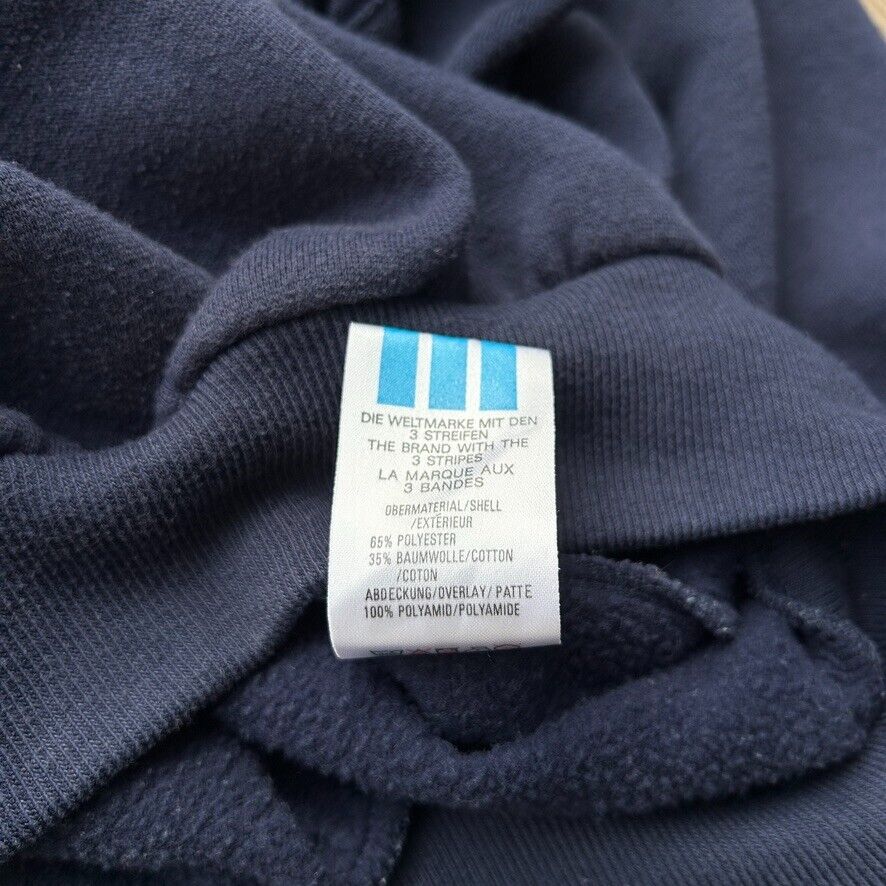 DIE WELTMARKE MIT DEN
3 STREIFEN
THE BRAND WITH THE
3 STRIPES
LA MARQUE AUX
3 BANDES
OBERMATERIAL/SHELL
/EXTÉRIEUR
65% POLYESTER
35% BAUMWOLLE/COTTON
/COTON
ABDECKUNG/OVERLAY/PATTE
100% POLYAMID/POLYAMIDE